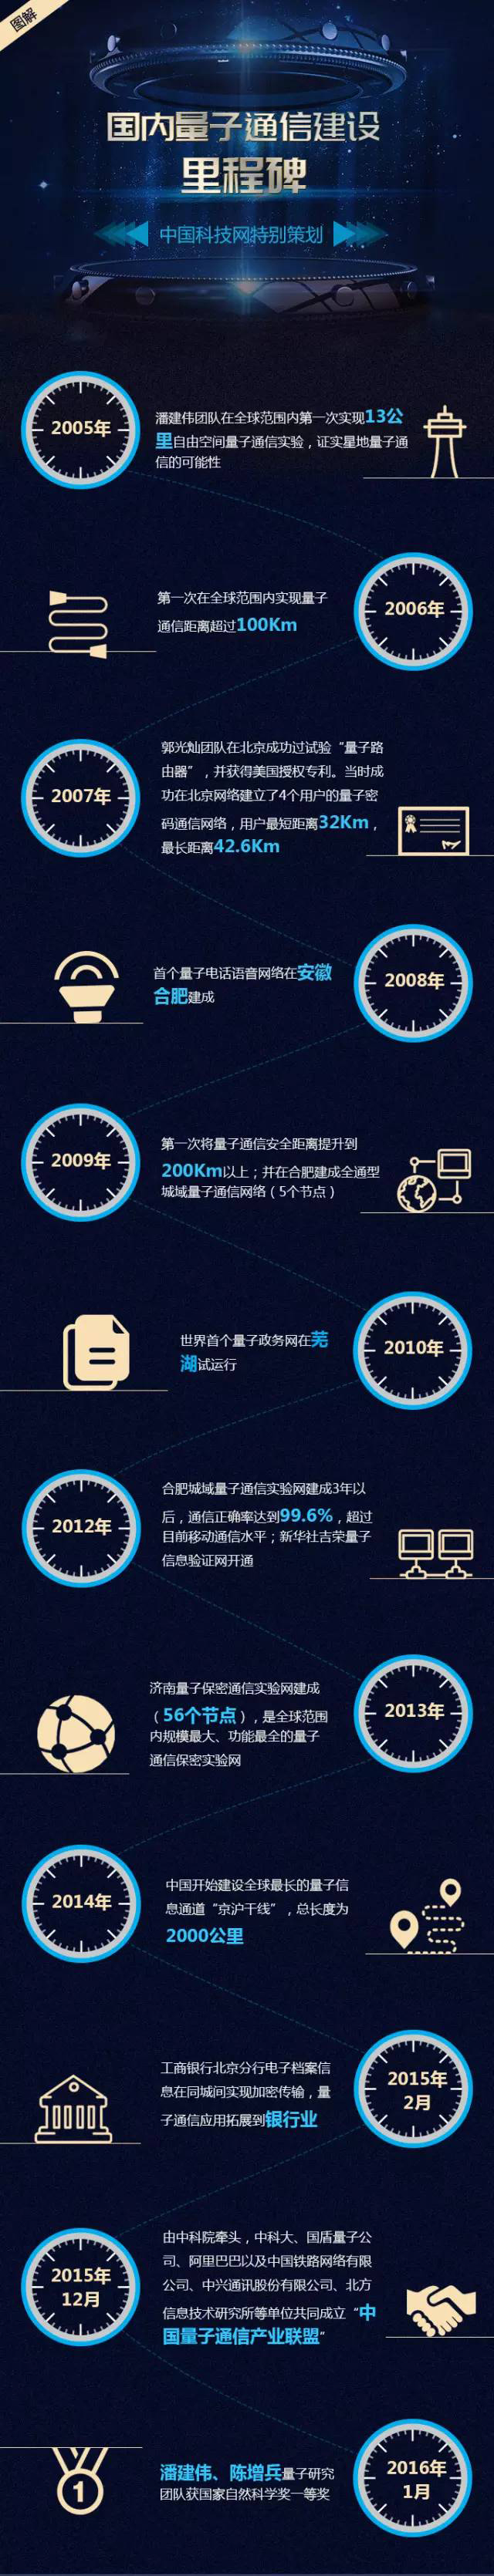 图解
国内量子通信建设
里程碑
中国科技网特别策划
2005年
潘建伟团队在全球范围内第一次实现13公
里自由空间量子通信实验，证实星地量子通
信的可能性
第一次在全球范围内实现量子
通信距离超过100Km
2006年
2007年
郭光灿团队在北京成功过试验“量子路
由器”，并获得美国授权专利。当时成
功在北京网络建立了4个用户的量子密
码通信网络，用户最短距离32Km，
最长距离42.6Km
首个量子电话语音网络在安徽
合肥建成
2008年
2009年
第一次将量子通信安全距离提升到
200Km以上；并在合肥建成全通型
城域量子通信网络（5个节点）
世界首个量子政务网在芜
湖试运行
2010年
2012年
合肥城域量子通信实验网建成3年以
后，通信正确率达到99.6%，超过
目前移动通信水平；新华社吉荣量子
信息验证网开通
济南量子保密通信实验网建成
（56个节点），是全球范围
内规模最大、功能最全的量子
通信保密实验网
2013年
2014年
中国开始建设全球最长的量子信
息通道“京沪干线”，总长度为
2000公里
工商银行北京分行电子档案信
息在同城间实现加密传输，量
子通信应用拓展到银行业
2015年
2月
2015年
12月
由中科院牵头，中科大、国盾量子公
司、阿里巴巴以及中国铁路网络有限
公司、中兴通讯股份有限公司、北方
信息技术研究所等单位共同成立“中
国量子通信产业联盟”
1
潘建伟、陈增兵量子研究
团队获国家自然科学奖一等奖
2016年
1月